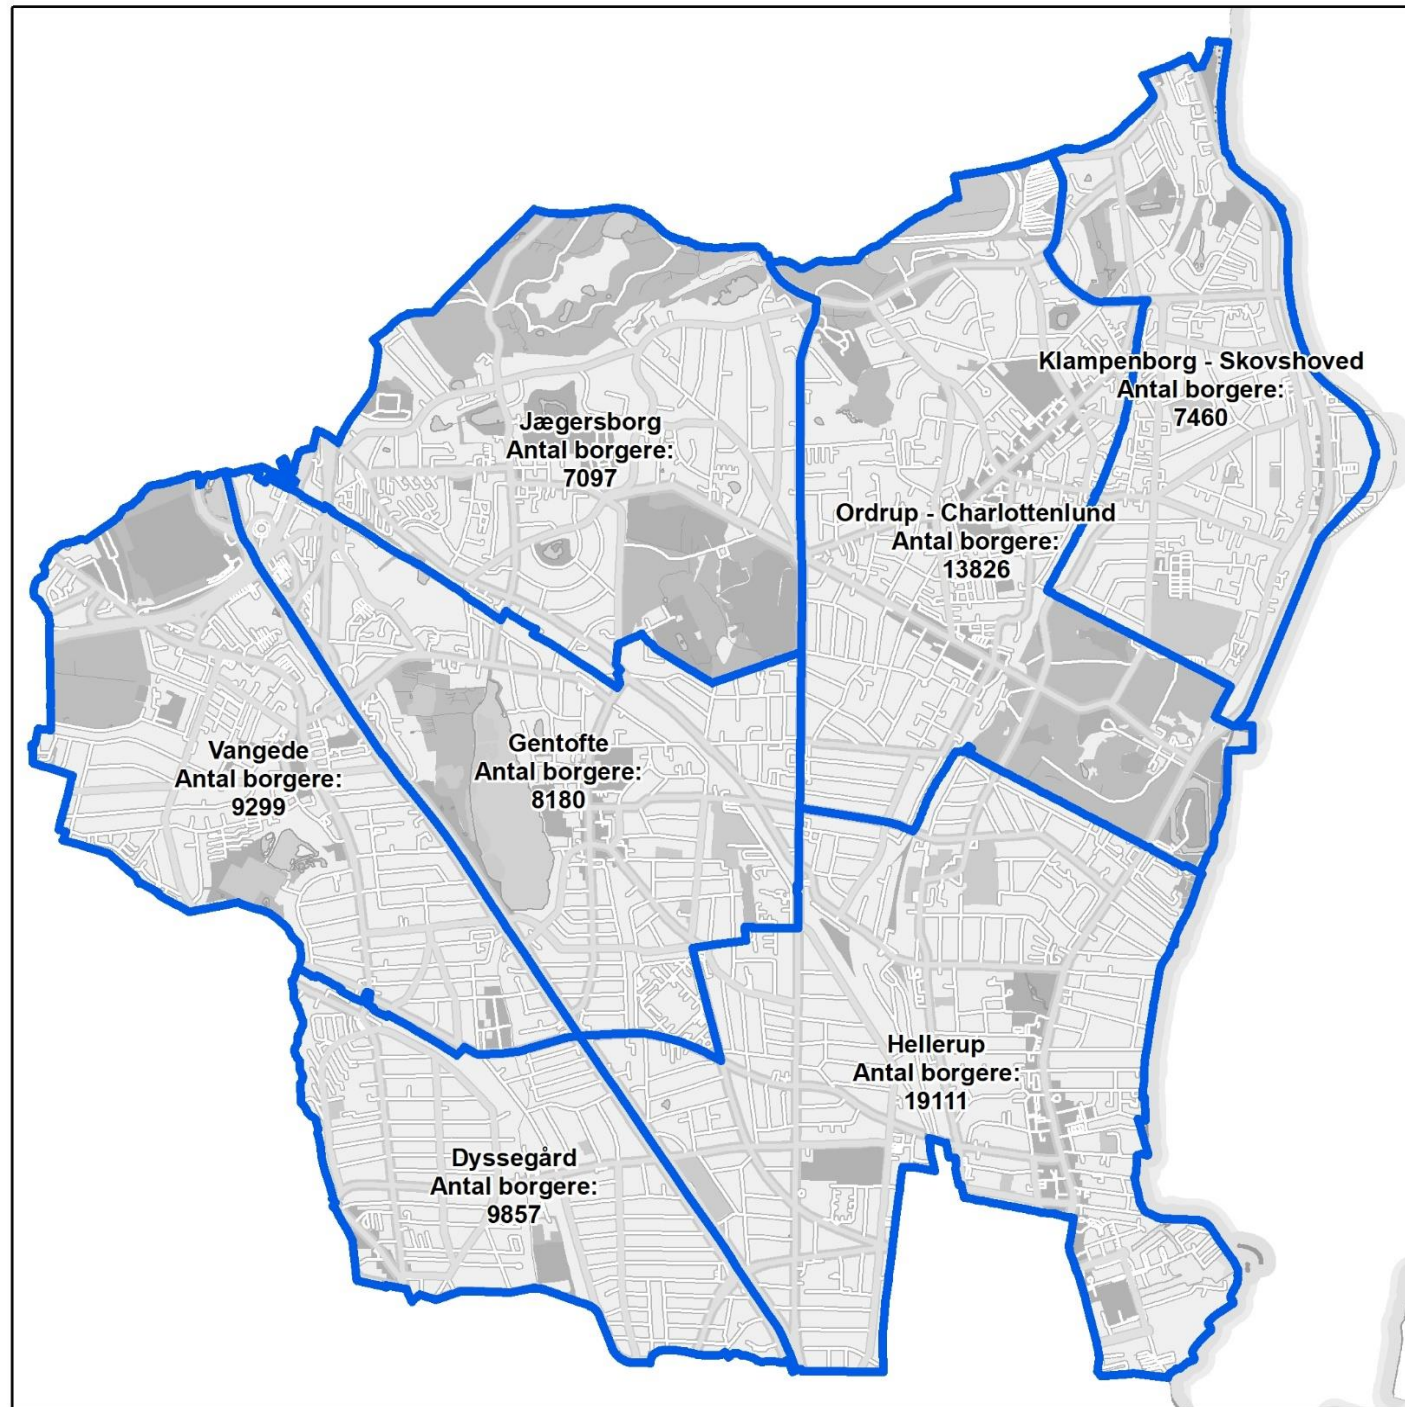 Klampenborg - Skovshoved
Antal borgere:
7460
Jægersborg
Antal borgere:
7097
Ordrup - Charlottenlund
Antal borgere:
13826
Vangede
Antal borgere:
9299
Gentofte
Antal borgere:
8180
Hellerup
Antal borgere:
19111
Dyssegård
Antal borgere:
9857